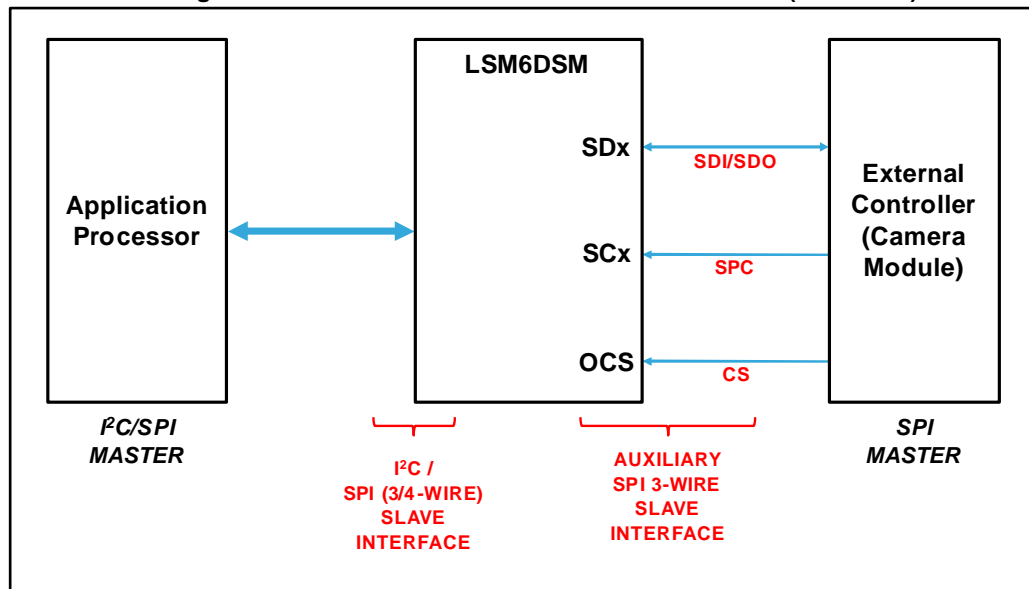 LSM6DSM
Application
Processor
SDx
SDI/SDO
SCx
SPC
OCS
CS
External
Controller
(Camera
Module)
I²C/SPI
MASTER
I²C /
SPI (3/4-WIRE)
SLAVE
INTERFACE
AUXILIARY
SPI 3-WIRE
SLAVE
INTERFACE
SPI
MASTER